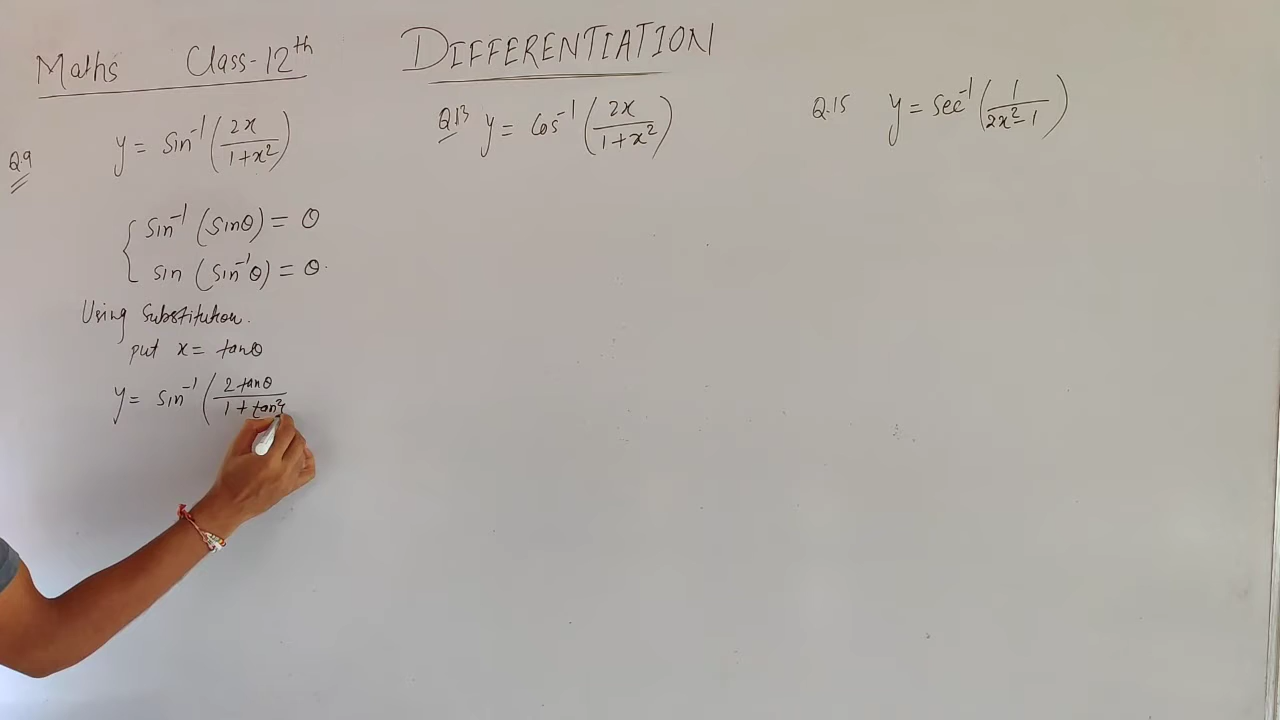 Maths Class-12th DIFFERENTIATION
Q.9 y = sin⁻¹(2x/(1+x²))
{ sin⁻¹(sinθ) = θ
sin(sin⁻¹θ) = θ.
Using Substitution.
put x = tanθ
y = sin⁻¹(2tanθ/(1+tan²
Q.13 y = Cos⁻¹(2x/(1+x²))
Q.15 y = Sec⁻¹(1/(2x²-1))